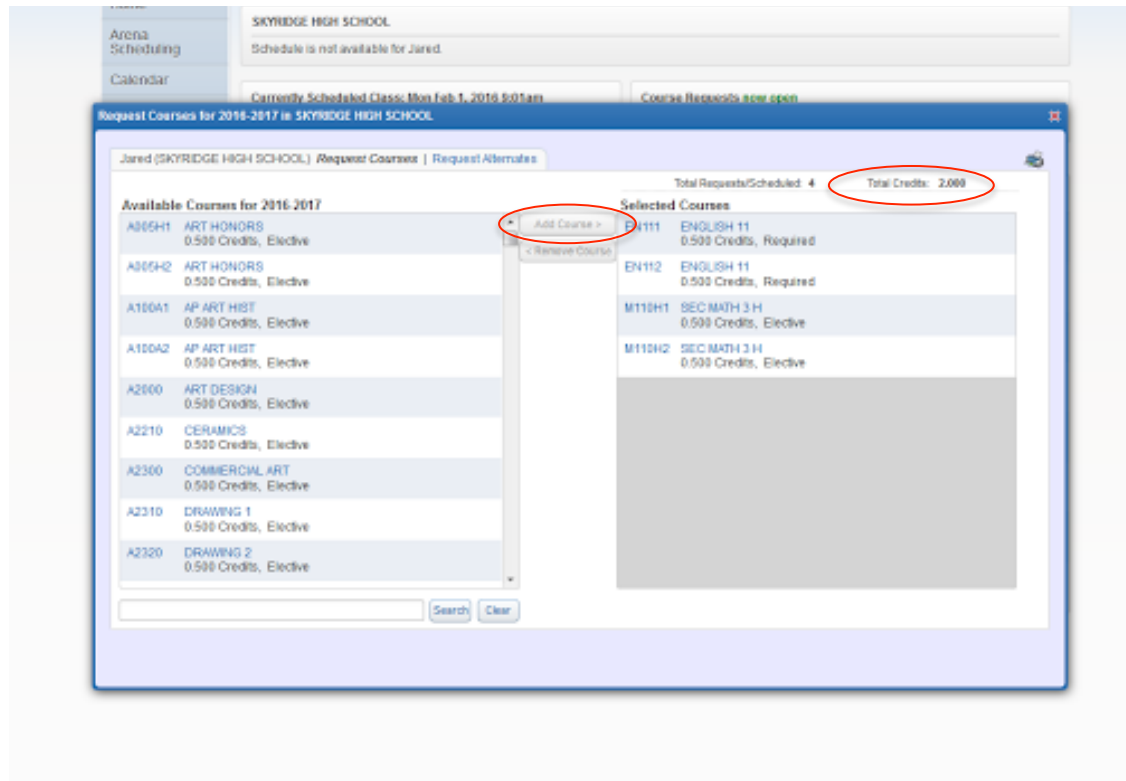 Arena
Scheduling
Calendar
SKYRIDGE HIGH SCHOOL
Schedule is not available for Jared.
Currently Scheduled Class: Mon Feb 1, 2016 9:01am
Course Requests now open
Request Courses for 2016-2017 in SKYRIDGE HIGH SCHOOL
Jared (SKYRIDGE HIGH SCHOOL) Request Courses | Request Alternates
Total Requests/Scheduled: 4 Total Credits: 2.000
Available Courses for 2016-2017
A005H1 ART HONORS
0.500 Credits, Elective
A005H2 ART HONORS
0.500 Credits, Elective
A100A1 AP ART HIST
0.500 Credits, Elective
A100A2 AP ART HIST
0.500 Credits, Elective
A2000 ART DESIGN
0.500 Credits, Elective
A2210 CERAMICS
0.500 Credits, Elective
A2300 COMMERCIAL ART
0.500 Credits, Elective
A2310 DRAWING 1
0.500 Credits, Elective
A2320 DRAWING 2
0.500 Credits, Elective
Search Clear
Add Course >
< Remove Course
Selected Courses
EN111 ENGLISH 11
0.500 Credits, Required
EN112 ENGLISH 11
0.500 Credits, Required
M110H1 SEC MATH 3 H
0.500 Credits, Elective
M110H2 SEC MATH 3 H
0.500 Credits, Elective